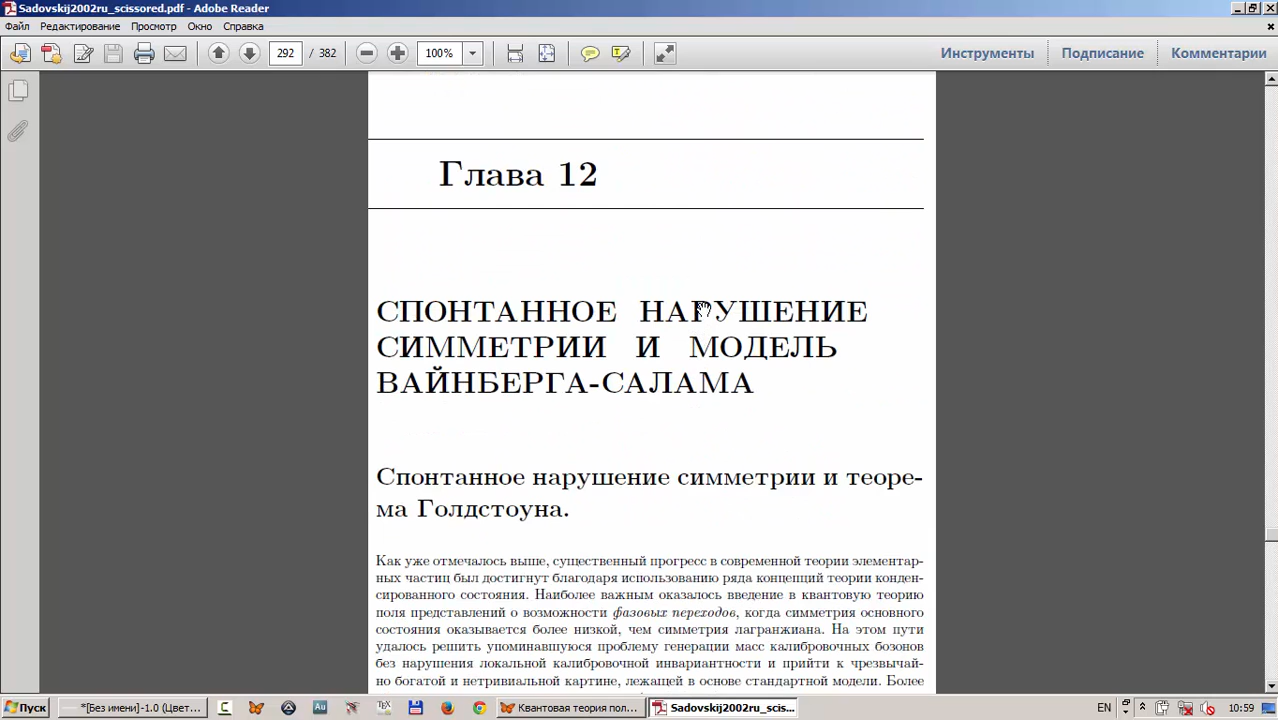 Sadovskij2002ru_scissored.pdf - Adobe Reader
Файл Редактирование Просмотр Окно Справка
292 / 382 100% Инструменты Подписание Комментарии
Глава 12
СПОНТАННОЕ НАРУШЕНИЕ
СИММЕТРИИ И МОДЕЛЬ
ВАЙНБЕРГА-САЛАМА
Спонтанное нарушение симметрии и теоре-
ма Голдстоуна.
Как уже отмечалось выше, существенный прогресс в современной теории элементар-
ных частиц был достигнут благодаря использованию ряда концепций теории конден-
сированного состояния. Наиболее важным оказалось введение в квантовую теорию
поля представлений о возможности фазовых переходов, когда симметрия основного
состояния оказывается более низкой, чем симметрия лагранжиана. На этом пути
удалось решить упоминавшуюся проблему генерации масс калибровочных бозонов
без нарушения локальной калибровочной инвариантности и прийти к чрезвычай-
но богатой и нетривиальной картине, лежащей в основе стандартной модели. Более
Пуск *[Без имени]-1.0 (Цвет... Квантовая теория пол... Sadovskij2002ru_scis... EN 10:59